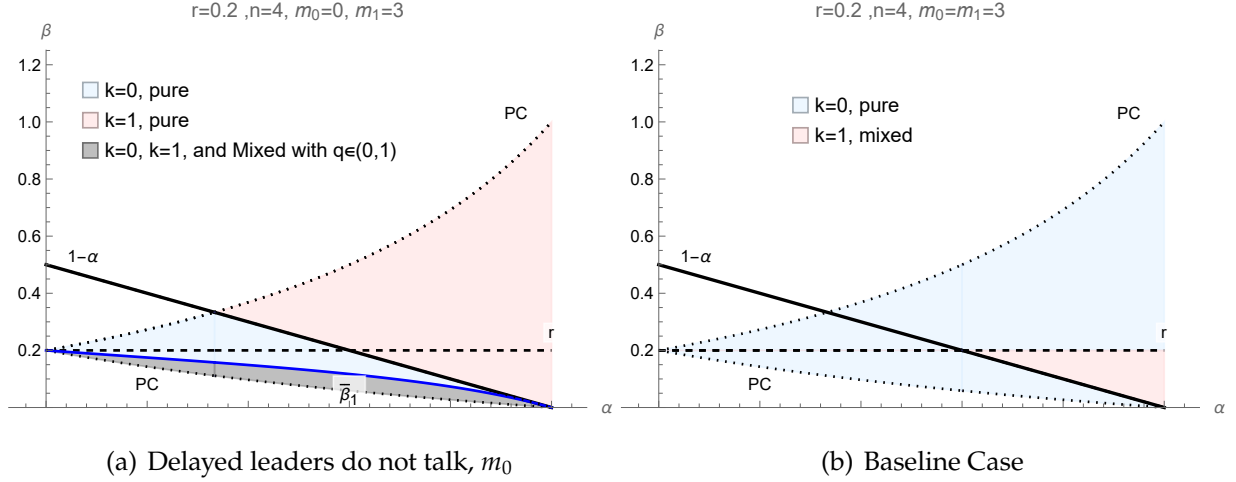 r=0.2 ,n=4, m₀=0, m₁=3
β
1.2
1.0
0.8
0.6
0.4
0.2
k=0, pure
k=1, pure
k=0, k=1, and Mixed with q∈(0,1)
PC
1−α
r
PC
β̅₁
α
(a) Delayed leaders do not talk, m₀
r=0.2 ,n=4, m₀=m₁=3
β
1.2
1.0
0.8
0.6
0.4
0.2
k=0, pure
k=1, mixed
PC
1−α
r
PC
α
(b) Baseline Case